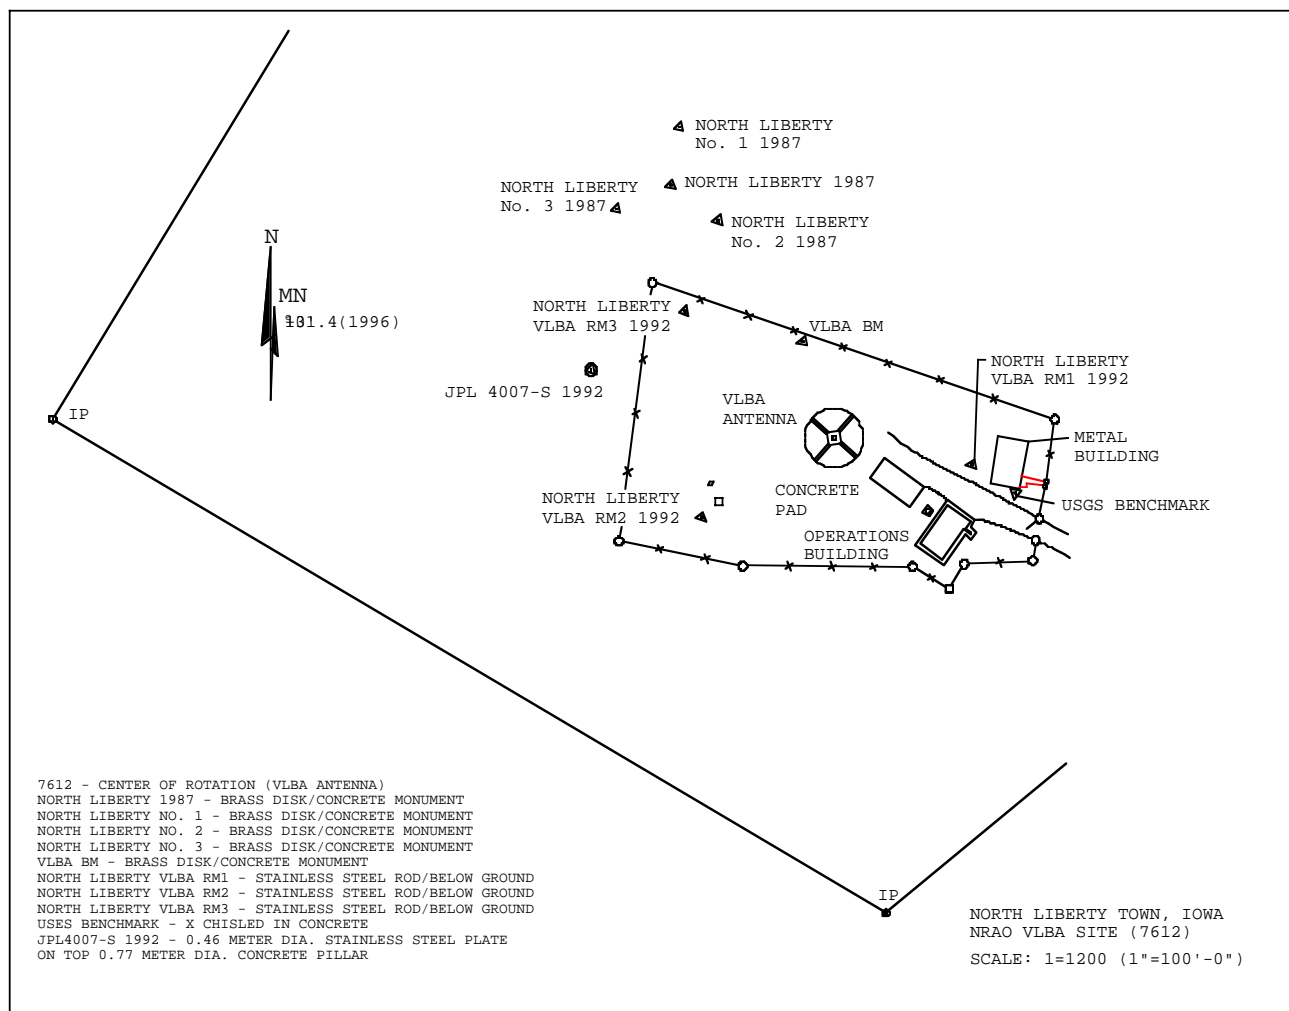 NORTH LIBERTY
No. 1 1987
NORTH LIBERTY 1987
NORTH LIBERTY
No. 3 1987
NORTH LIBERTY
No. 2 1987
N
MN
(1996)
NORTH LIBERTY
VLBA RM3 1992
VLBA BM
NORTH LIBERTY
VLBA RM1 1992
JPL 4007-S 1992
VLBA
ANTENNA
IP
METAL
BUILDING
CONCRETE
PAD
NORTH LIBERTY
VLBA RM2 1992
USGS BENCHMARK
OPERATIONS
BUILDING
7612 - CENTER OF ROTATION (VLBA ANTENNA)
NORTH LIBERTY 1987 - BRASS DISK/CONCRETE MONUMENT
NORTH LIBERTY NO. 1 - BRASS DISK/CONCRETE MONUMENT
NORTH LIBERTY NO. 2 - BRASS DISK/CONCRETE MONUMENT
NORTH LIBERTY NO. 3 - BRASS DISK/CONCRETE MONUMENT
VLBA BM - BRASS DISK/CONCRETE MONUMENT
NORTH LIBERTY VLBA RM1 - STAINLESS STEEL ROD/BELOW GROUND
NORTH LIBERTY VLBA RM2 - STAINLESS STEEL ROD/BELOW GROUND
NORTH LIBERTY VLBA RM3 - STAINLESS STEEL ROD/BELOW GROUND
USES BENCHMARK - X CHISLED IN CONCRETE
JPL4007-S 1992 - 0.46 METER DIA. STAINLESS STEEL PLATE
ON TOP 0.77 METER DIA. CONCRETE PILLAR
IP
NORTH LIBERTY TOWN, IOWA
NRAO VLBA SITE (7612)
SCALE: 1=1200 (1"=100'-0")